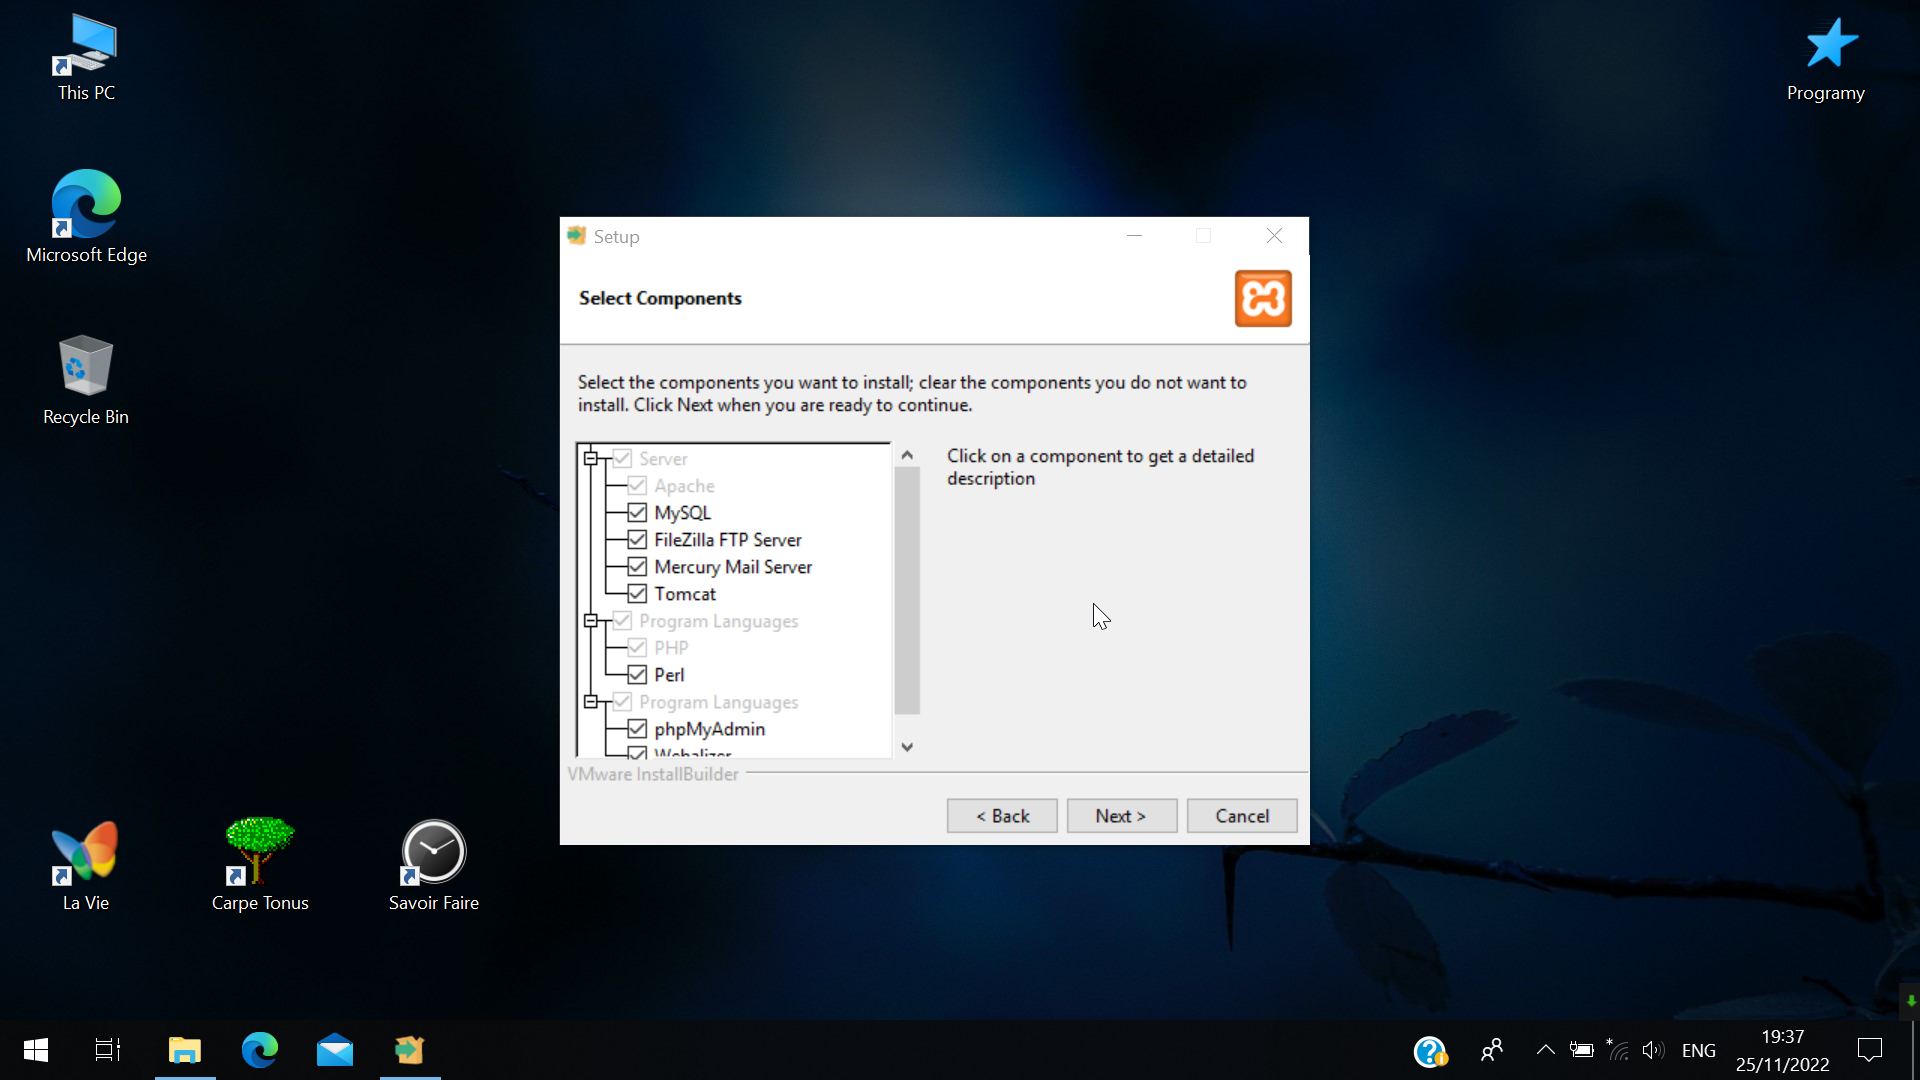 This PC
Programy
Microsoft Edge
Recycle Bin
Setup
Select Components
Select the components you want to install; clear the components you do not want to
install. Click Next when you are ready to continue.
Server
Apache
MySQL
FileZilla FTP Server
Mercury Mail Server
Tomcat
Program Languages
PHP
Perl
Program Languages
phpMyAdmin
Webalizer
Click on a component to get a detailed
description
VMware InstallBuilder
< Back
Next >
Cancel
La Vie
Carpe Tonus
Savoir Faire
ENG
19:37
25/11/2022